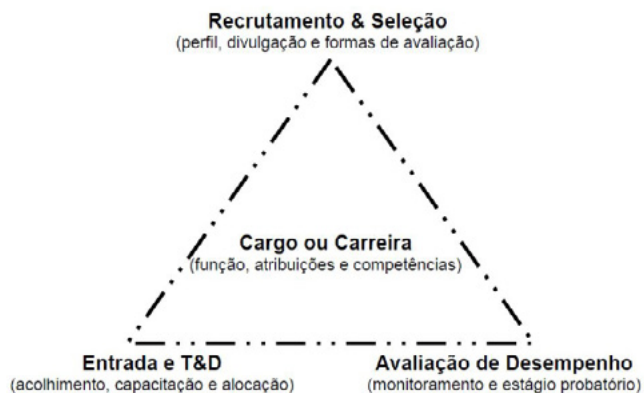 Recrutamento & Seleção
(perfil, divulgação e formas de avaliação)
Cargo ou Carreira
(função, atribuições e competências)
Entrada e T&D
(acolhimento, capacitação e alocação)
Avaliação de Desempenho
(monitoramento e estágio probatório)